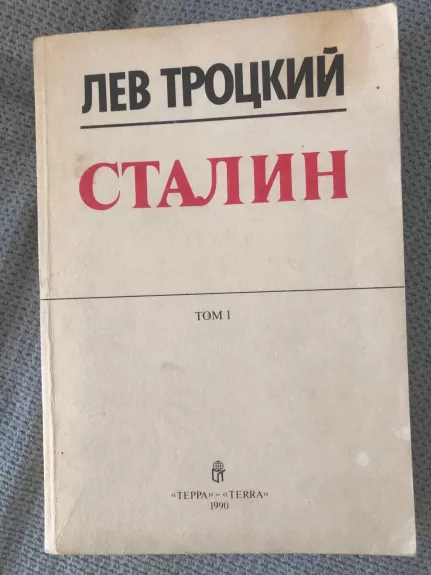 ЛЕВ ТРОЦКИЙ
СТАЛИН
ТОМ 1
«ТЕРРА» – «TERRA»
1990